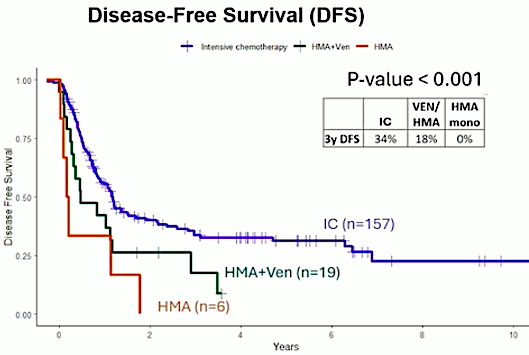 Disease-Free Survival (DFS)
Intensive chemotherapy HMA+Ven HMA
P-value < 0.001
IC VEN/HMA HMA mono
3y DFS 34% 18% 0%
Disease Free Survival
1.00
0.75
0.50
0.25
0.00
IC (n=157)
HMA+Ven (n=19)
HMA (n=6)
0 2 4 6 8 10
Years